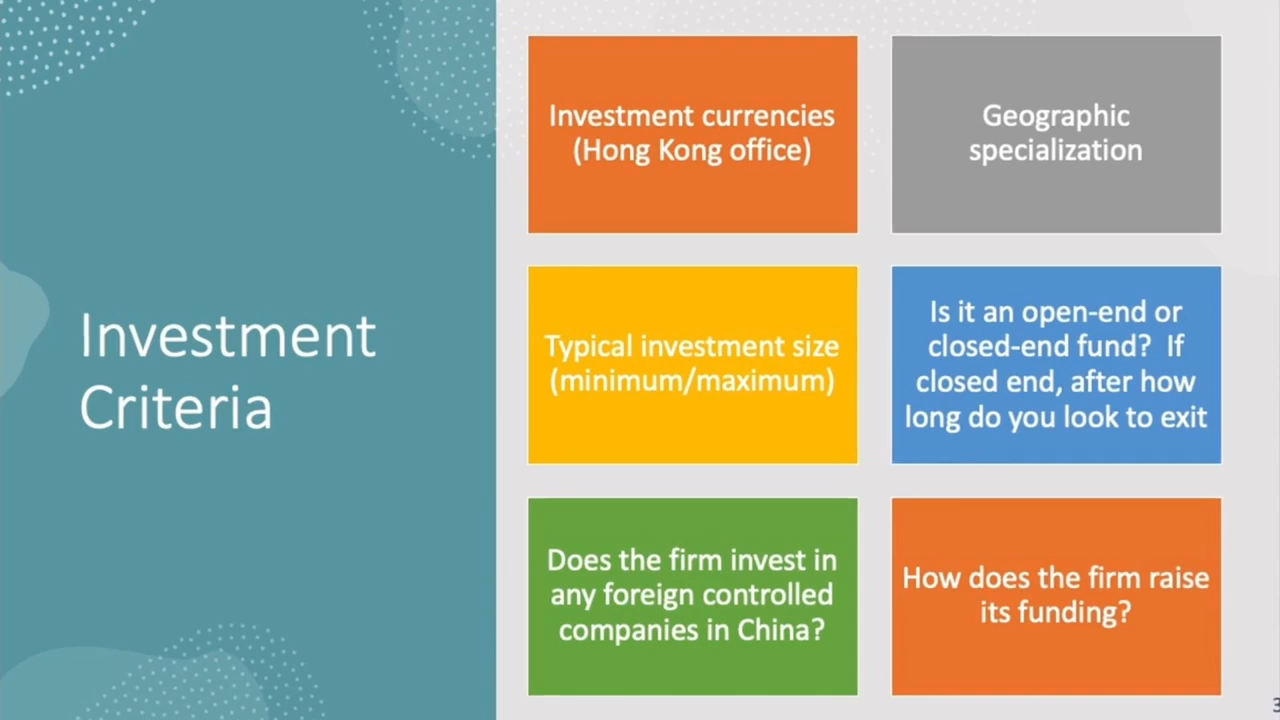 Investment
Criteria
Investment currencies
(Hong Kong office)
Geographic
specialization
Typical investment size
(minimum/maximum)
Is it an open-end or
closed-end fund?  If
closed end, after how
long do you look to exit
Does the firm invest in
any foreign controlled
companies in China?
How does the firm raise
its funding?
3